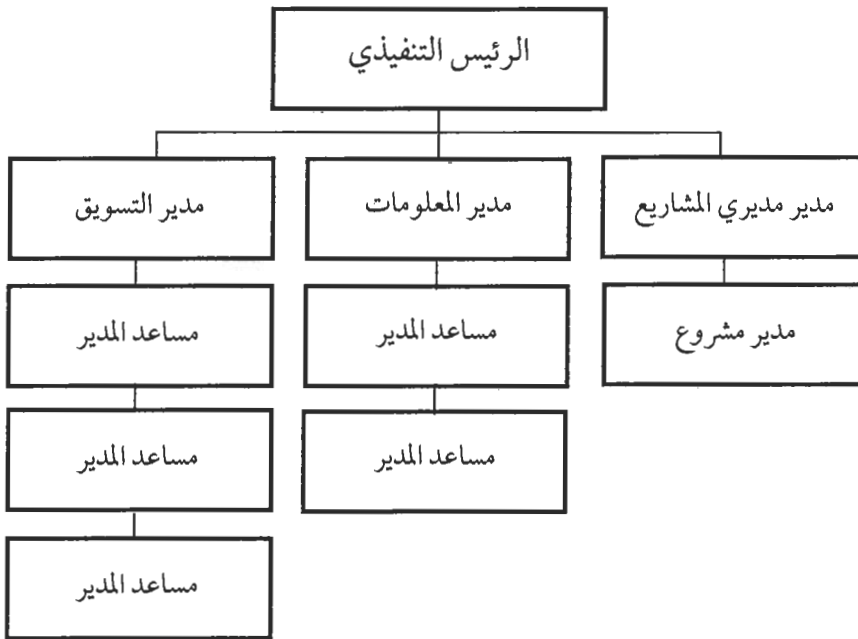 الرئيس التنفيذي
مدير مديري المشاريع
مدير المعلومات
مدير التسويق
مدير مشروع
مساعد المدير
مساعد المدير
مساعد المدير
مساعد المدير
مساعد المدير